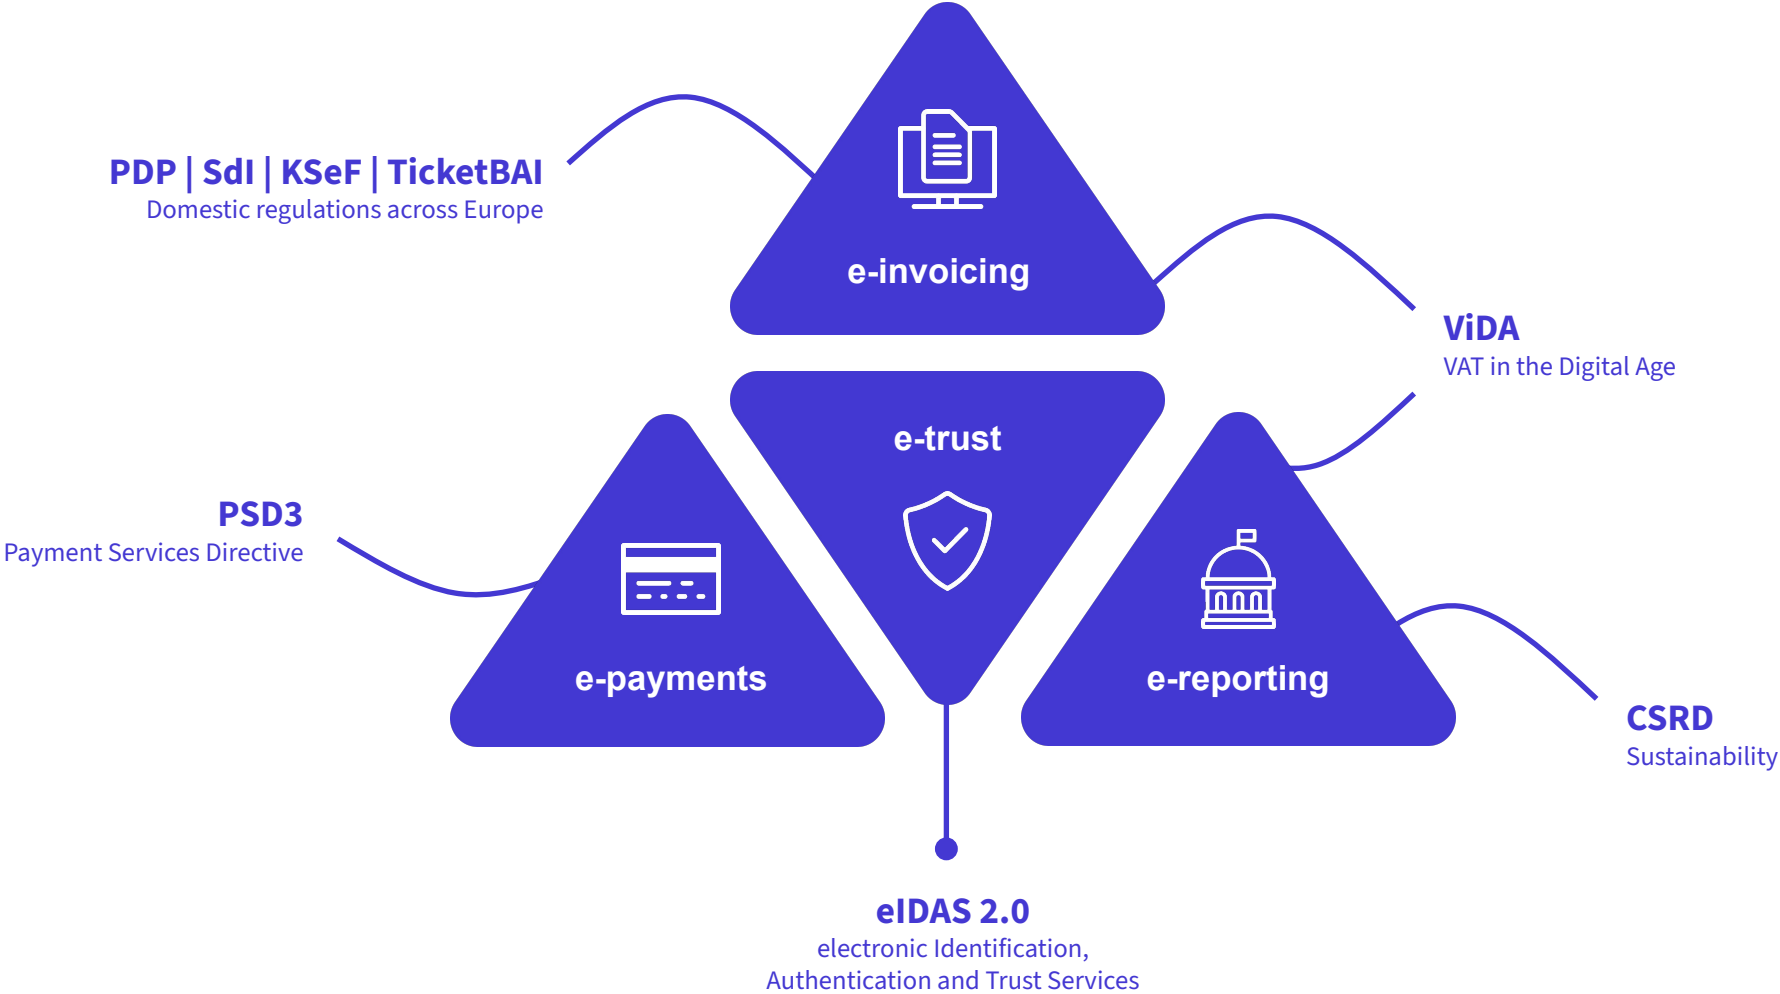 PDP | SdI | KSeF | TicketBAI
Domestic regulations across Europe
e-invoicing
ViDA
VAT in the Digital Age
e-trust
PSD3
Payment Services Directive
e-payments
e-reporting
CSRD
Sustainability
eIDAS 2.0
electronic Identification,
Authentication and Trust Services